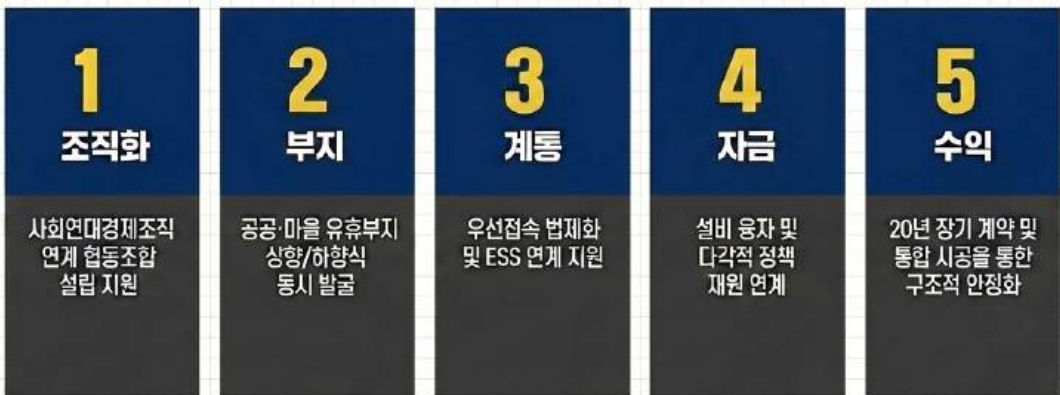 1
조직화
사회연대경제조직
연계 협동조합
설립 지원
2
부지
공공·마을 유휴부지
상향/하향식
동시 발굴
3
계통
우선접속 법제화
및 ESS 연계 지원
4
자금
설비 융자 및
다각적 정책
재원 연계
5
수익
20년 장기 계약 및
통합 시공을 통한
구조적 안정화